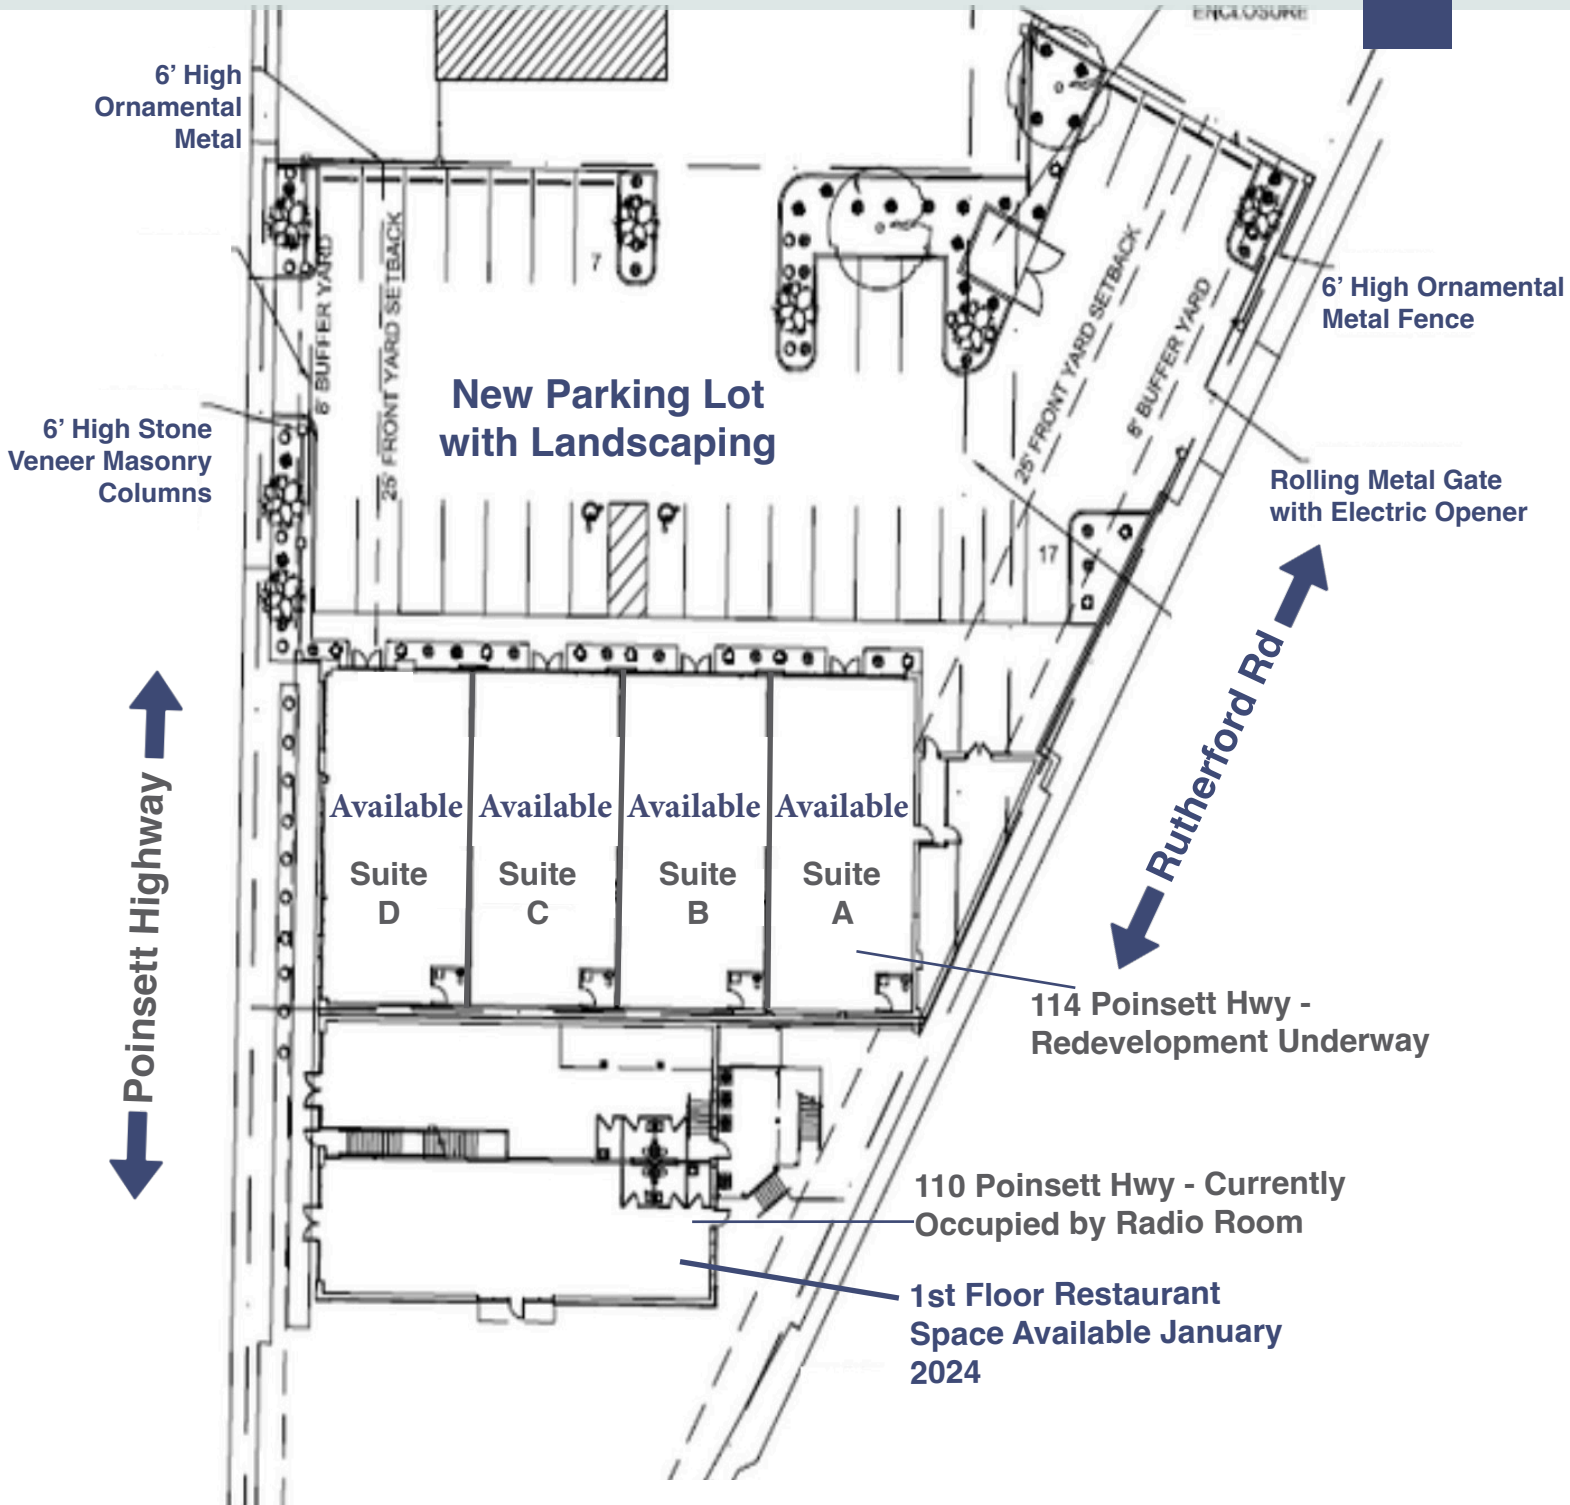 ENCLOSURE
6’ High
Ornamental
Metal
8' BUFFER YARD
25' FRONT YARD SETBACK
7
25' FRONT YARD SETBACK
8' BUFFER YARD
6’ High Ornamental
Metal Fence
New Parking Lot
with Landscaping
6’ High Stone
Veneer Masonry
Columns
Rolling Metal Gate
with Electric Opener
17
Rutherford Rd
Poinsett Highway
Available
Suite
D
Available
Suite
C
Available
Suite
B
Available
Suite
A
114 Poinsett Hwy -
Redevelopment Underway
110 Poinsett Hwy - Currently
Occupied by Radio Room
1st Floor Restaurant
Space Available January
2024